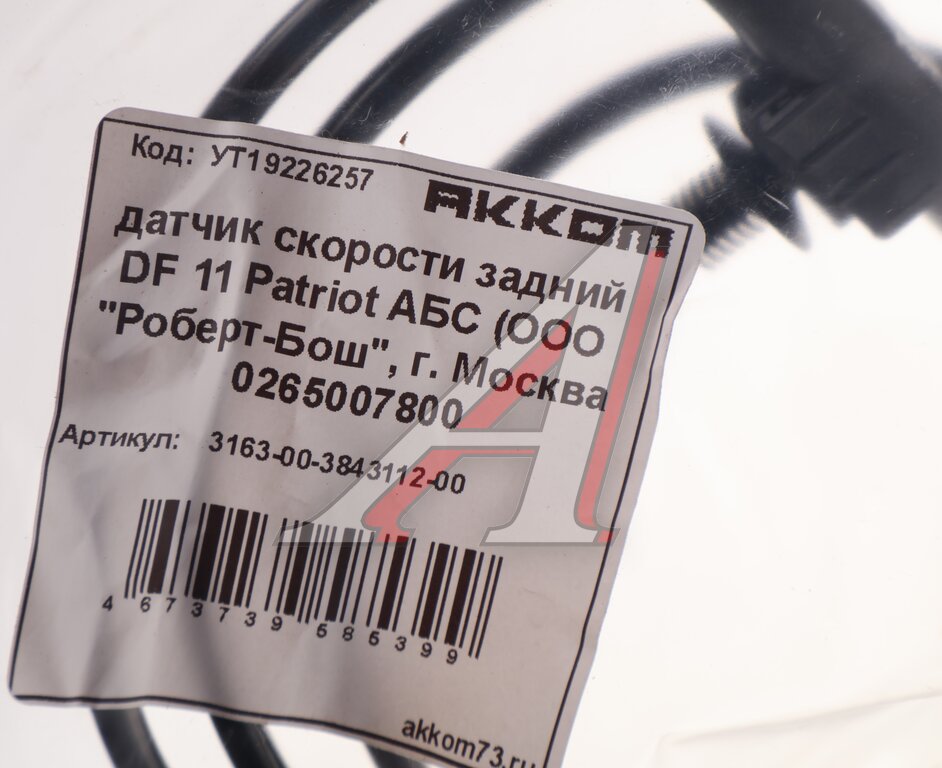 Код: УТ19226257
AKKOM
датчик скорости задний
DF 11 Patriot АБС (ООО
"Роберт-Бош", г. Москва
0265007800
Артикул: 3163-00-3843112-00
4 673739 585399
akkom73.ru